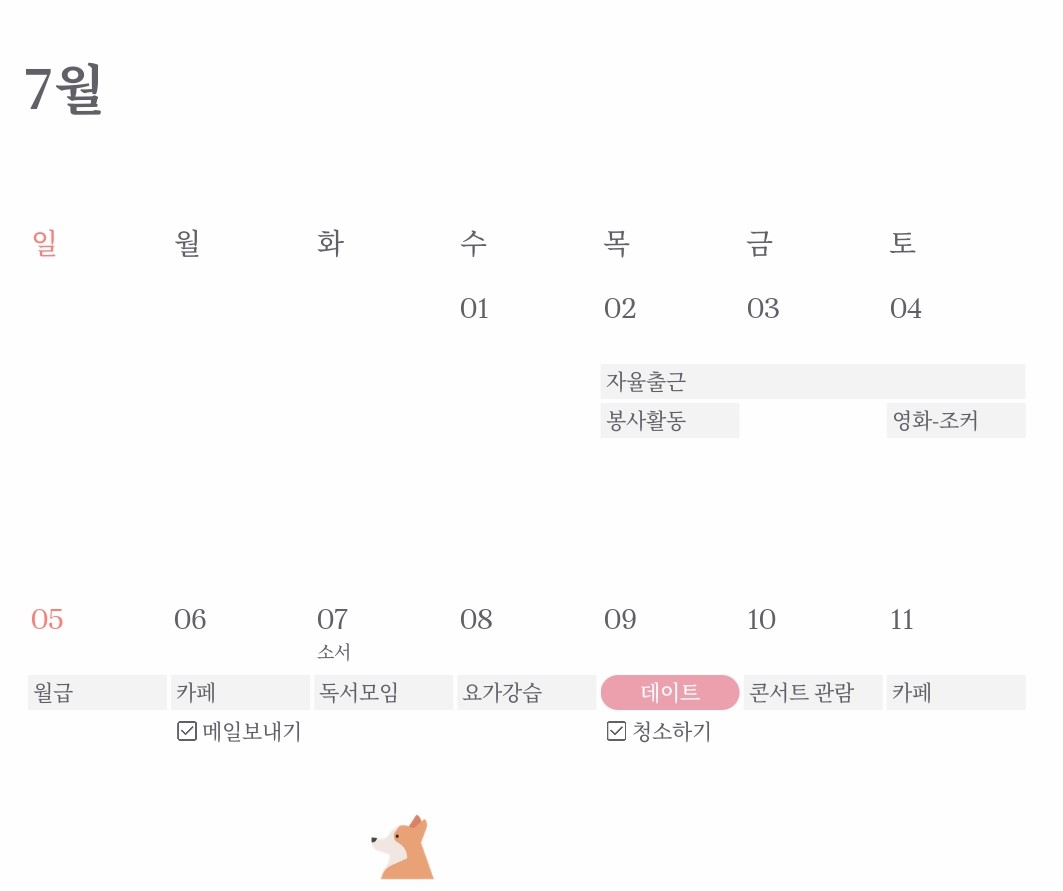 7월
일 월 화 수 목 금 토
01 02 03 04
자율출근
봉사활동 영화-조커
05 06 07 08 09 10 11
소서
월급 카페 독서모임 요가강습 데이트 콘서트 관람 카페
메일보내기 청소하기